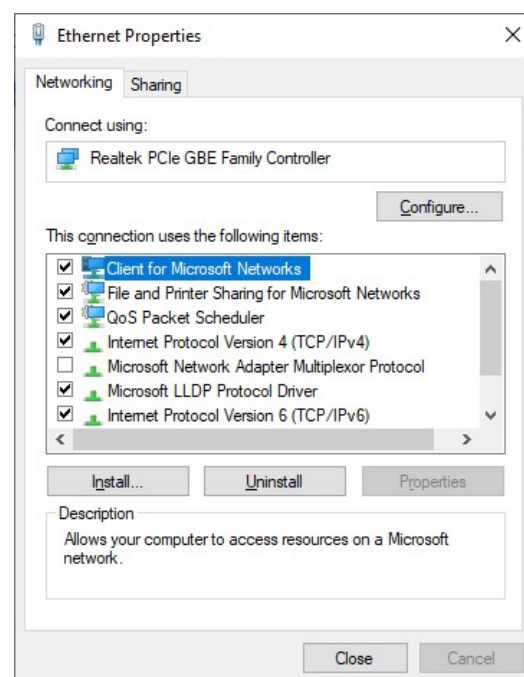 Ethernet Properties
Networking
Sharing
Connect using:
Realtek PCIe GBE Family Controller
Configure...
This connection uses the following items:
Client for Microsoft Networks
File and Printer Sharing for Microsoft Networks
QoS Packet Scheduler
Internet Protocol Version 4 (TCP/IPv4)
Microsoft Network Adapter Multiplexor Protocol
Microsoft LLDP Protocol Driver
Internet Protocol Version 6 (TCP/IPv6)
Install...
Uninstall
Properties
Description
Allows your computer to access resources on a Microsoft
network.
Close
Cancel